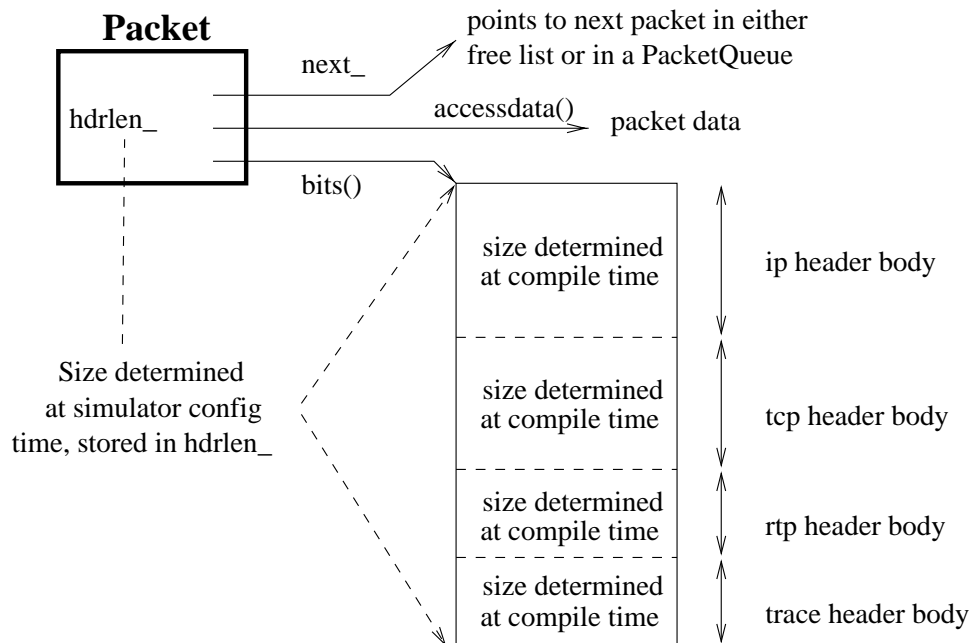 Packet
points to next packet in either
free list or in a PacketQueue
next_
accessdata()
hdrlen_
packet data
bits()
size determined
at compile time
ip header body
Size determined
at simulator config
time, stored in hdrlen_
size determined
at compile time
tcp header body
size determined
at compile time
rtp header body
size determined
at compile time
trace header body